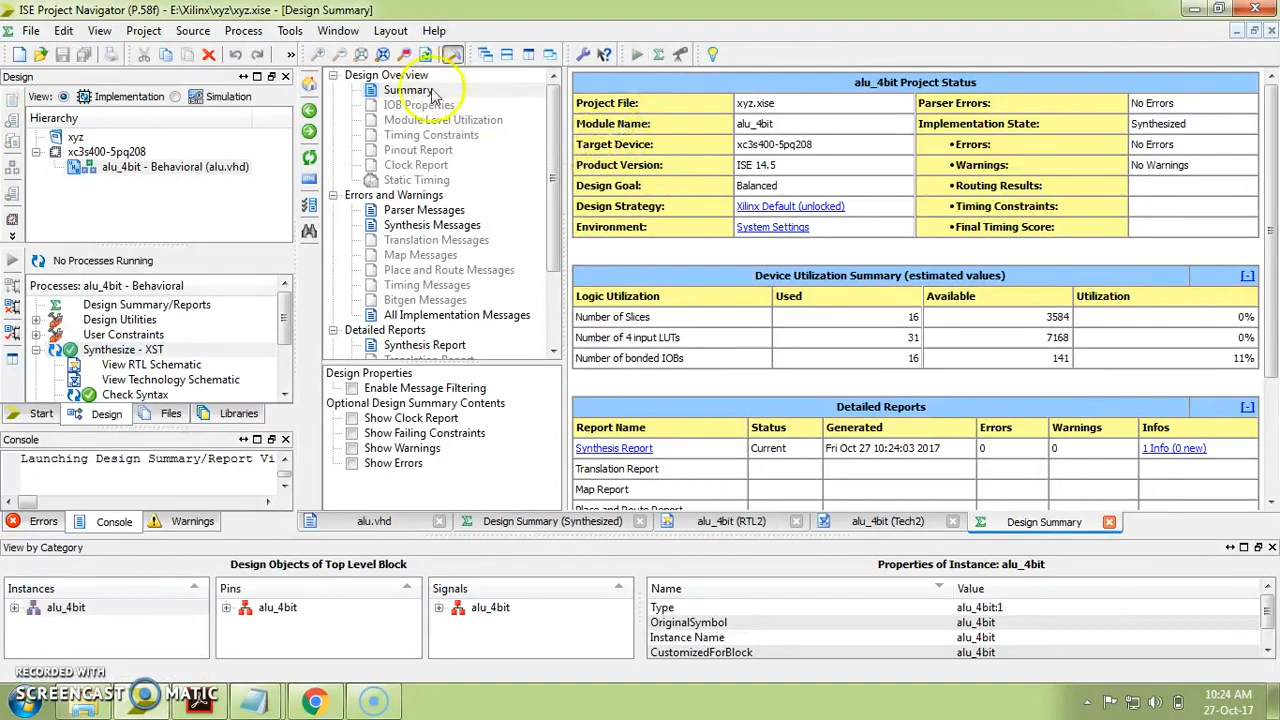 ISE Project Navigator (P.58f) - E:\Xilinx\xyz\xyz.xise - [Design Summary]
File Edit View Project Source Process Tools Window Layout Help
Design
View: Implementation Simulation
Hierarchy
xyz
xc3s400-5pq208
alu_4bit - Behavioral (alu.vhd)
No Processes Running
Processes: alu_4bit - Behavioral
Design Summary/Reports
Design Utilities
User Constraints
Synthesize - XST
View RTL Schematic
View Technology Schematic
Check Syntax
Start Design Files Libraries
Design Overview
Summary
IOB Properties
Module Level Utilization
Timing Constraints
Pinout Report
Clock Report
Static Timing
Errors and Warnings
Parser Messages
Synthesis Messages
Translation Messages
Map Messages
Place and Route Messages
Timing Messages
Bitgen Messages
All Implementation Messages
Detailed Reports
Synthesis Report
Translation Report
Design Properties
Enable Message Filtering
Optional Design Summary Contents
Show Clock Report
Show Failing Constraints
Show Warnings
Show Errors
alu_4bit Project Status
Project File: xyz.xise Parser Errors: No Errors
Module Name: alu_4bit Implementation State: Synthesized
Target Device: xc3s400-5pq208 •Errors: No Errors
Product Version: ISE 14.5 •Warnings: No Warnings
Design Goal: Balanced •Routing Results:
Design Strategy: Xilinx Default (unlocked) •Timing Constraints:
Environment: System Settings •Final Timing Score:
Device Utilization Summary (estimated values) [-]
Logic Utilization Used Available Utilization
Number of Slices 16 3584 0%
Number of 4 input LUTs 31 7168 0%
Number of bonded IOBs 16 141 11%
Detailed Reports [-]
Report Name Status Generated Errors Warnings Infos
Synthesis Report Current Fri Oct 27 10:24:03 2017 0 0 1 Info (0 new)
Translation Report
Map Report
Place and Route Report
Console
Launching Design Summary/Report Vi
Errors Console Warnings
alu.vhd Design Summary (Synthesized) alu_4bit (RTL2) alu_4bit (Tech2) Design Summary
View by Category
Design Objects of Top Level Block
Instances Pins Signals
alu_4bit alu_4bit alu_4bit
Properties of Instance: alu_4bit
Name Value
Type alu_4bit:1
OriginalSymbol alu_4bit
Instance Name alu_4bit
CustomizedForBlock alu_4bit
RECORDED WITH
SCREENCAST MATIC
10:24 AM
27-Oct-17